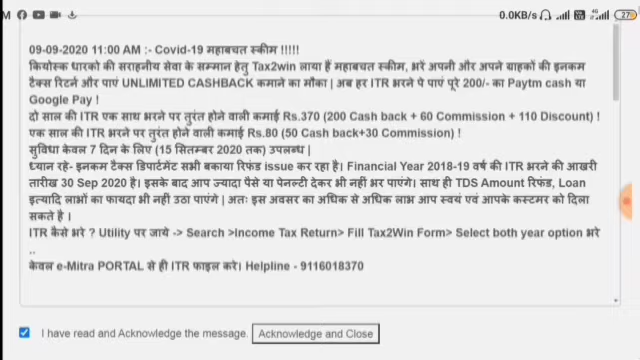 M
0.0KB/s 4G 27
09-09-2020 11:00 AM :- Covid-19 महाबचत स्कीम !!!!!
कियोस्क धारको की सराहनीय सेवा के सम्मान हेतु Tax2win लाया हैं महाबचत स्कीम, भरें अपनी और अपने ग्राहकों की इनकम
टैक्स रिटर्न और पाएं UNLIMITED CASHBACK कमाने का मौका | अब हर ITR भरने पे पाएं पूरे 200/- का Paytm cash या
Google Pay !
दो साल की ITR एक साथ भरने पर तुरंत होने वाली कमाई Rs.370 (200 Cash back + 60 Commission + 110 Discount) !
एक साल की ITR भरने पर तुरंत होने वाली कमाई Rs.80 (50 Cash back+30 Commission) !
सुविधा केवल 7 दिन के लिए (15 सितम्बर 2020 तक) उपलब्ध |
ध्यान रहे- इनकम टैक्स डिपार्टमेंट सभी बकाया रिफंड issue कर रहा है। Financial Year 2018-19 वर्ष की ITR भरने की आखरी
तारीख 30 Sep 2020 है। इसके बाद आप ज्यादा पैसे या पेनल्टी देकर भी नहीं भर पाएंगे। साथ ही TDS Amount रिफंड, Loan
इत्यादि लाभों का फायदा भी नहीं उठा पाएंगे | अतः इस अवसर का अधिक से अधिक लाभ आप स्वयं एवं आपके कस्टमर को दिला
सकते है ।
ITR कैसे भरे ? Utility पर जाये -> Search >Income Tax Return> Fill Tax2Win Form> Select both year option भरे
..
केवल e-Mitra PORTAL से ही ITR फाइल करे। Helpline - 9116018370
I have read and Acknowledge the message. Acknowledge and Close